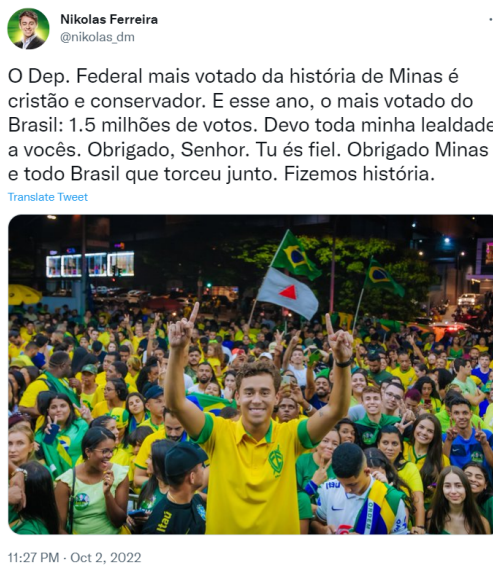 Nikolas Ferreira
@nikolas_dm
O Dep. Federal mais votado da história de Minas é
cristão e conservador. E esse ano, o mais votado do
Brasil: 1.5 milhões de votos. Devo toda minha lealdade
a vocês. Obrigado, Senhor. Tu és fiel. Obrigado Minas
e todo Brasil que torceu junto. Fizemos história.
Translate Tweet
Itaú
11:27 PM · Oct 2, 2022